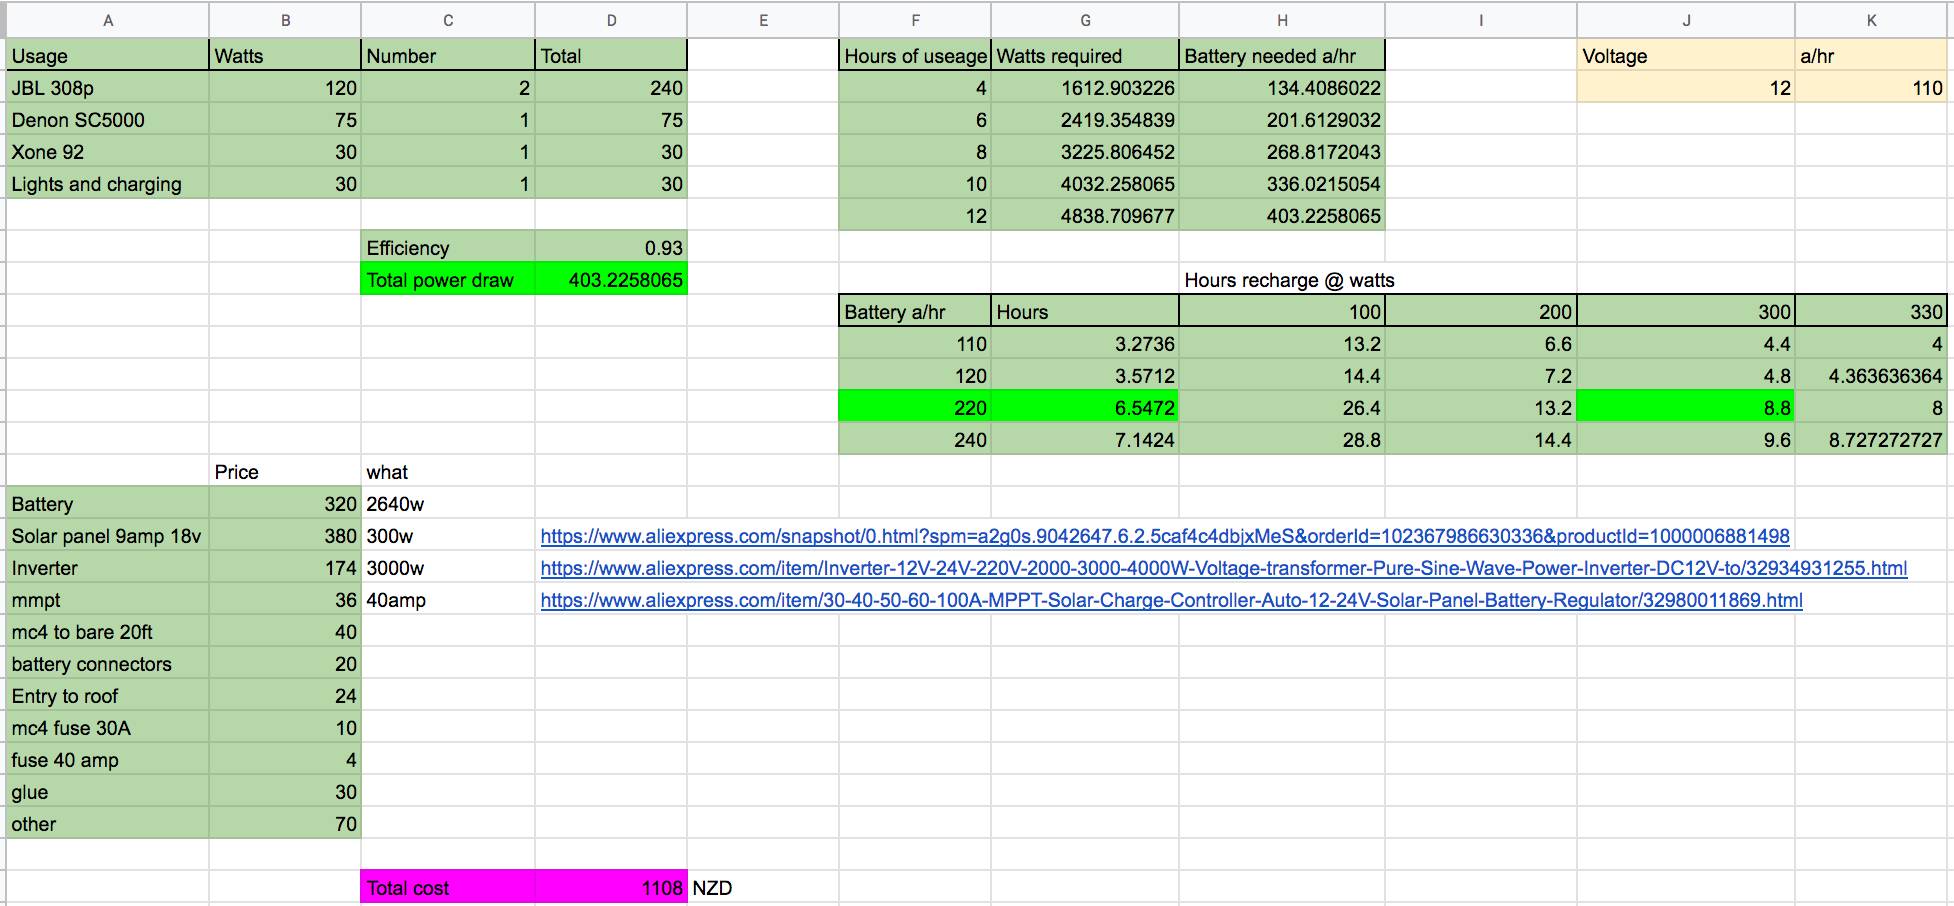 A B C D E F G H I J K
Usage Watts Number Total Hours of useage Watts required Battery needed a/hr Voltage a/hr
JBL 308p 120 2 240 4 1612.903226 134.4086022 12 110
Denon SC5000 75 1 75 6 2419.354839 201.6129032
Xone 92 30 1 30 8 3225.806452 268.8172043
Lights and charging 30 1 30 10 4032.258065 336.0215054
12 4838.709677 403.2258065
Efficiency 0.93
Total power draw 403.2258065 Hours recharge @ watts
Battery a/hr Hours 100 200 300 330
110 3.2736 13.2 6.6 4.4 4
120 3.5712 14.4 7.2 4.8 4.363636364
220 6.5472 26.4 13.2 8.8 8
240 7.1424 28.8 14.4 9.6 8.727272727
Price what
Battery 320 2640w
Solar panel 9amp 18v 380 300w https://www.aliexpress.com/snapshot/0.html?spm=a2g0s.9042647.6.2.5caf4c4dbjxMeS&orderId=102367986630336&productId=1000006881498
Inverter 174 3000w https://www.aliexpress.com/item/Inverter-12V-24V-220V-2000-3000-4000W-Voltage-transformer-Pure-Sine-Wave-Power-Inverter-DC12V-to/32934931255.html
mmpt 36 40amp https://www.aliexpress.com/item/30-40-50-60-100A-MPPT-Solar-Charge-Controller-Auto-12-24V-Solar-Panel-Battery-Regulator/32980011869.html
mc4 to bare 20ft 40
battery connectors 20
Entry to roof 24
mc4 fuse 30A 10
fuse 40 amp 4
glue 30
other 70
Total cost 1108 NZD